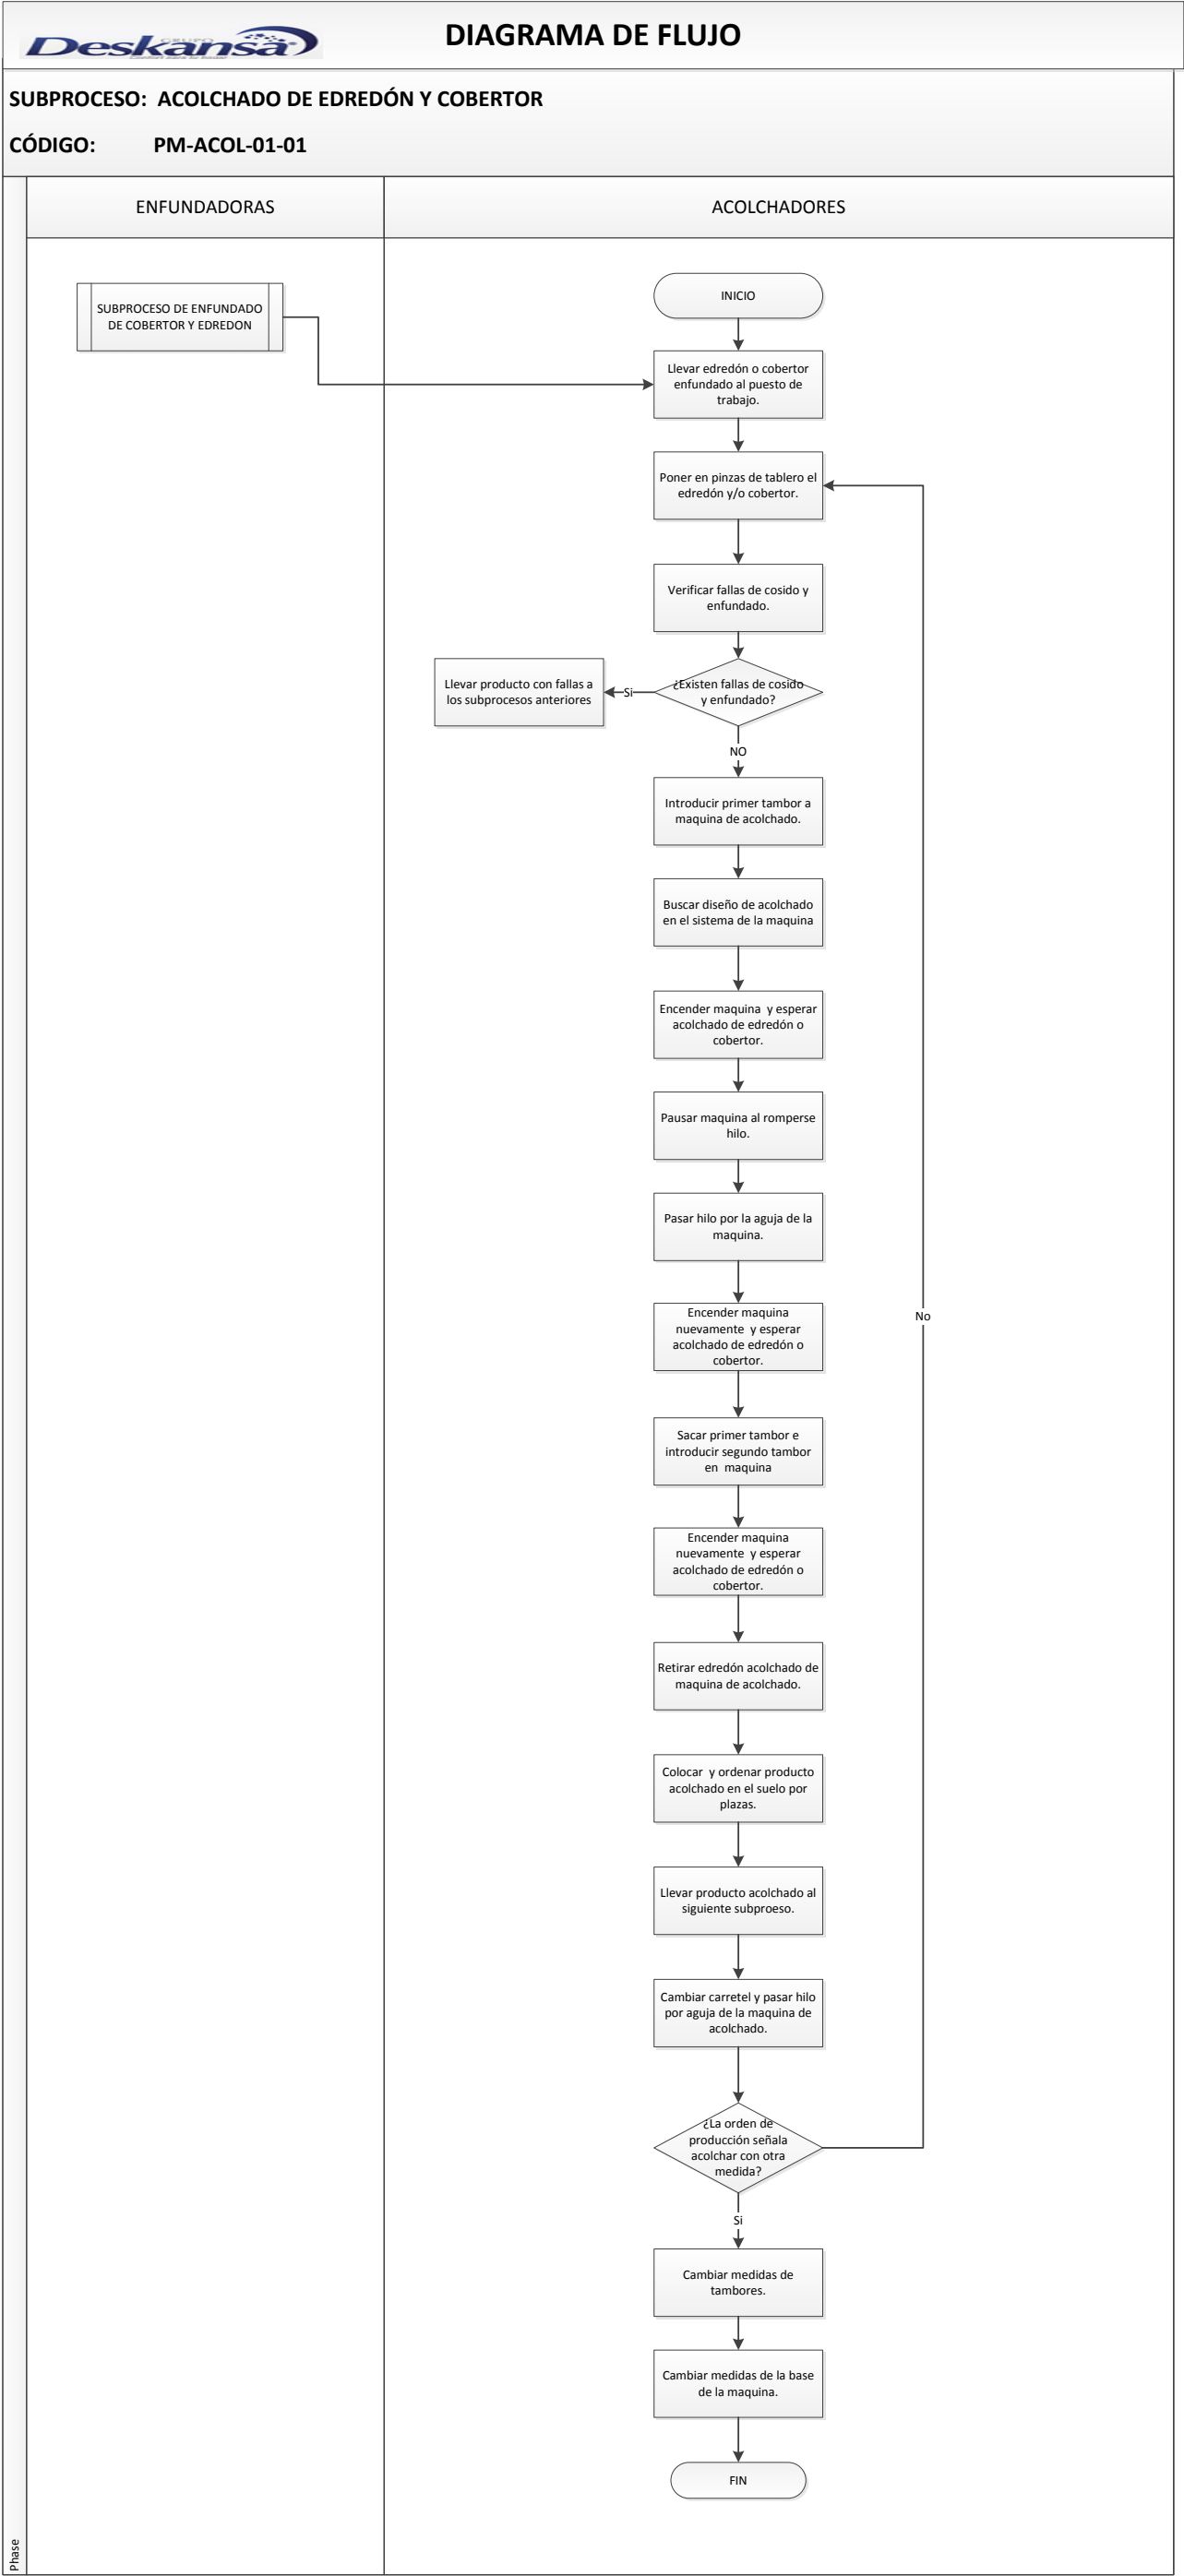 GRUPO
Deskansa
DIAGRAMA DE FLUJO
SUBPROCESO: ACOLCHADO DE EDREDÓN Y COBERTOR
CÓDIGO: PM-ACOL-01-01
ENFUNDADORAS
ACOLCHADORES
SUBPROCESO DE ENFUNDADO
DE COBERTOR Y EDREDON
INICIO
Llevar edredón o cobertor
enfundado al puesto de
trabajo.
Poner en pinzas de tablero el
edredón y/o cobertor.
Verificar fallas de cosido y
enfundado.
¿Existen fallas de cosido
y enfundado?
Si
Llevar producto con fallas a
los subprocesos anteriores
NO
Introducir primer tambor a
maquina de acolchado.
Buscar diseño de acolchado
en el sistema de la maquina
Encender maquina y esperar
acolchado de edredón o
cobertor.
Pausar maquina al romperse
hilo.
Pasar hilo por la aguja de la
maquina.
Encender maquina
nuevamente y esperar
acolchado de edredón o
cobertor.
No
Sacar primer tambor e
introducir segundo tambor
en maquina
Encender maquina
nuevamente y esperar
acolchado de edredón o
cobertor.
Retirar edredón acolchado de
maquina de acolchado.
Colocar y ordenar producto
acolchado en el suelo por
plazas.
Llevar producto acolchado al
siguiente subproeso.
Cambiar carretel y pasar hilo
por aguja de la maquina de
acolchado.
¿La orden de
producción señala
acolchar con otra
medida?
Si
Cambiar medidas de
tambores.
Cambiar medidas de la base
de la maquina.
FIN
Phase